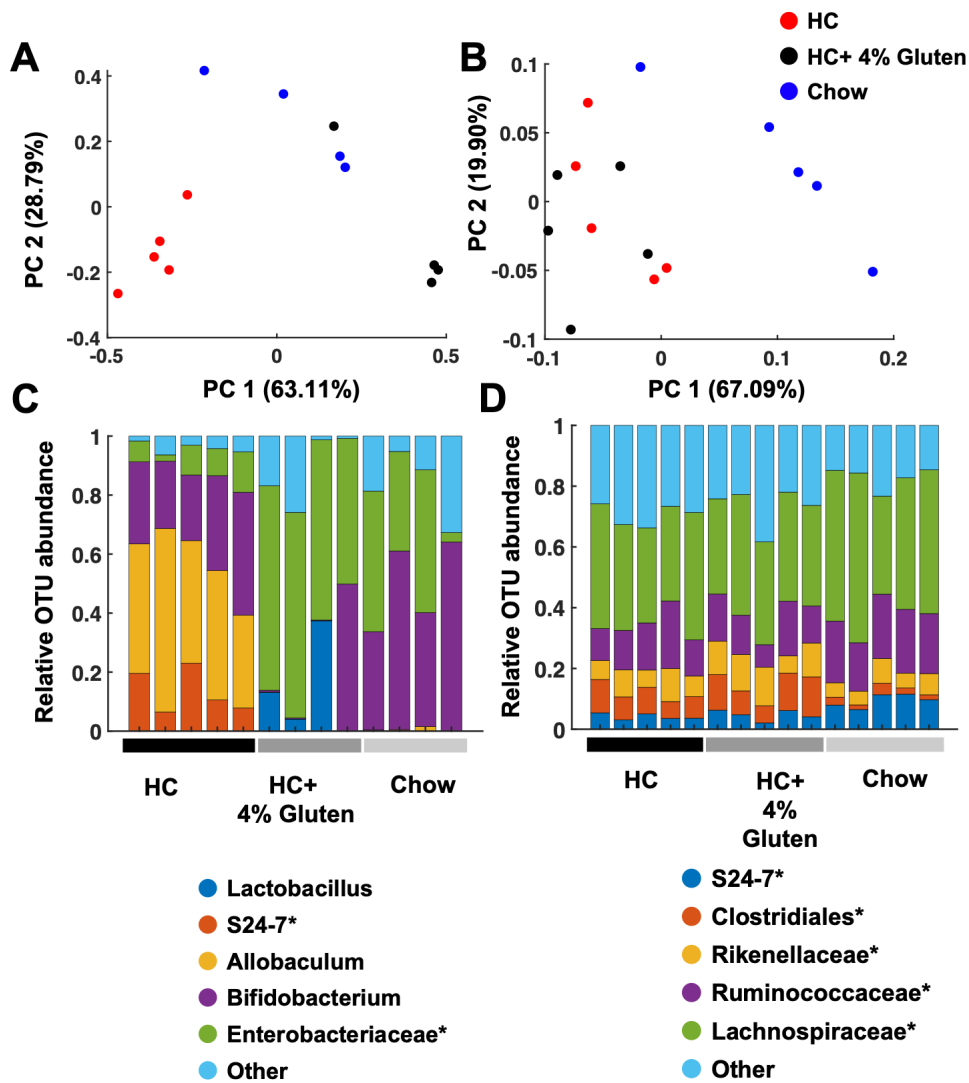 A
B
HC
HC+ 4% Gluten
Chow
PC 2 (28.79%)
0.4
0.2
0
-0.2
-0.4
-0.5
0
0.5
PC 1 (63.11%)
PC 2 (19.90%)
0.1
0.05
0
-0.05
-0.1
-0.1
0
0.1
0.2
PC 1 (67.09%)
C
Relative OTU abundance
1
0.8
0.6
0.4
0.2
0
HC
HC+
4% Gluten
Chow
D
Relative OTU abundance
1
0.8
0.6
0.4
0.2
0
HC
HC+
4%
Gluten
Chow
Lactobacillus
S24-7*
Allobaculum
Bifidobacterium
Enterobacteriaceae*
Other
S24-7*
Clostridiales*
Rikenellaceae*
Ruminococcaceae*
Lachnospiraceae*
Other